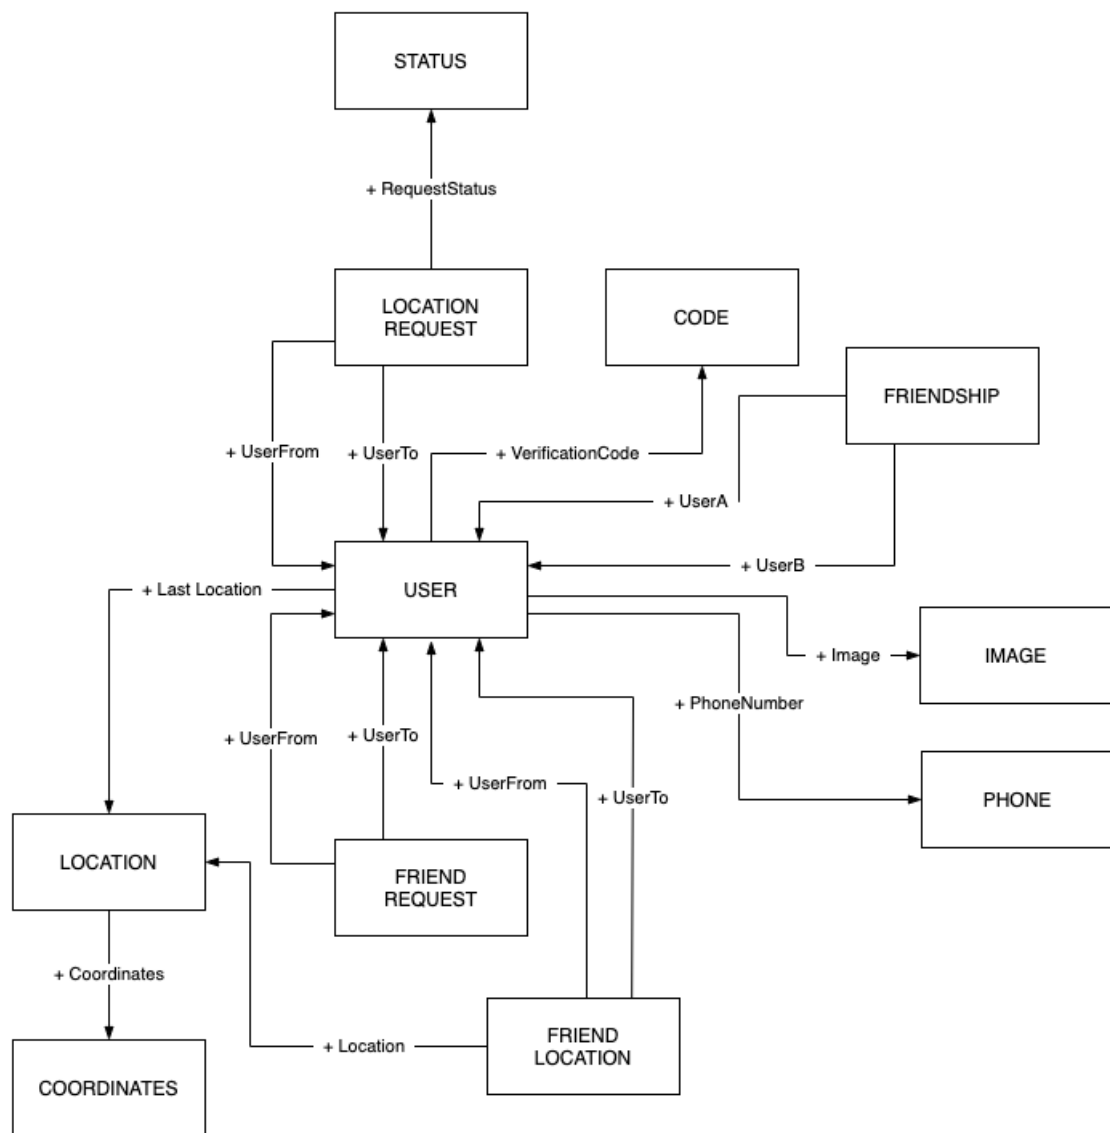 STATUS
+ RequestStatus
LOCATION
REQUEST
CODE
FRIENDSHIP
+ UserFrom
+ UserTo
+ VerificationCode
+ UserA
+ UserB
+ Last Location
USER
+ Image
IMAGE
+ PhoneNumber
+ UserFrom
+ UserTo
+ UserFrom
+ UserTo
PHONE
LOCATION
FRIEND
REQUEST
+ Coordinates
+ Location
FRIEND
LOCATION
COORDINATES